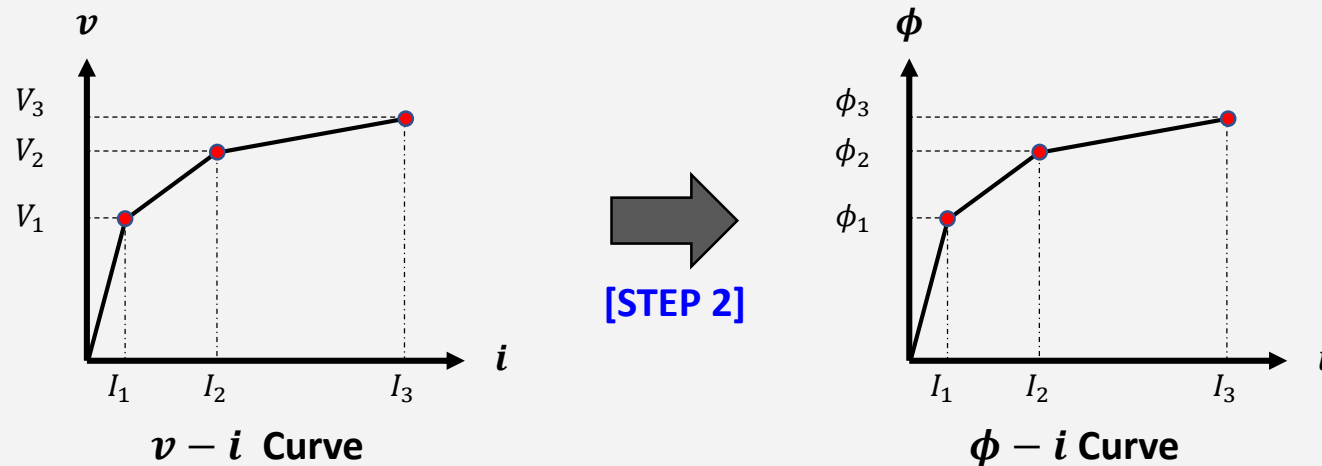 v
V₃
V₂
V₁
I₁ I₂ I₃
i
v − i Curve
[STEP 2]
ϕ
ϕ₃
ϕ₂
ϕ₁
I₁ I₂ I₃
i
ϕ − i Curve